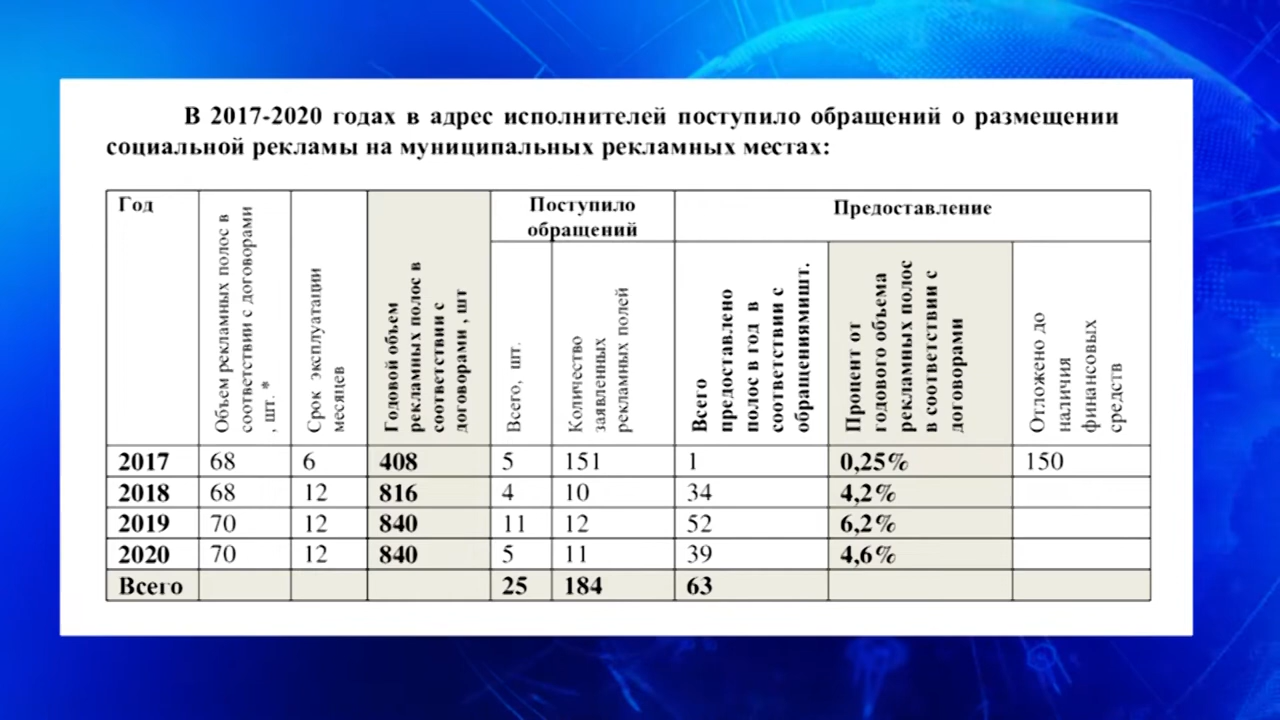 В 2017-2020 годах в адрес исполнителей поступило обращений о размещении
социальной рекламы на муниципальных рекламных местах:
Год
Объем рекламных полос в
соответствии с договорами
, шт. *
Срок эксплуатации
месяцев
Годовой объем
рекламных полос в
соответствии с
договорами , шт
Поступило
обращений
Всего, шт.
Количество
заявленных
рекламных полей
Предоставление
Всего
предоставлено
полос в год в
соответствии с
обращениямишт.
Процент от
годового объема
рекламных полос
в соответствии с
договорами
Отложено до
наличия
финансовых
средств
2017 68 6 408 5 151 1 0,25% 150
2018 68 12 816 4 10 34 4,2%
2019 70 12 840 11 12 52 6,2%
2020 70 12 840 5 11 39 4,6%
Всего 25 184 63